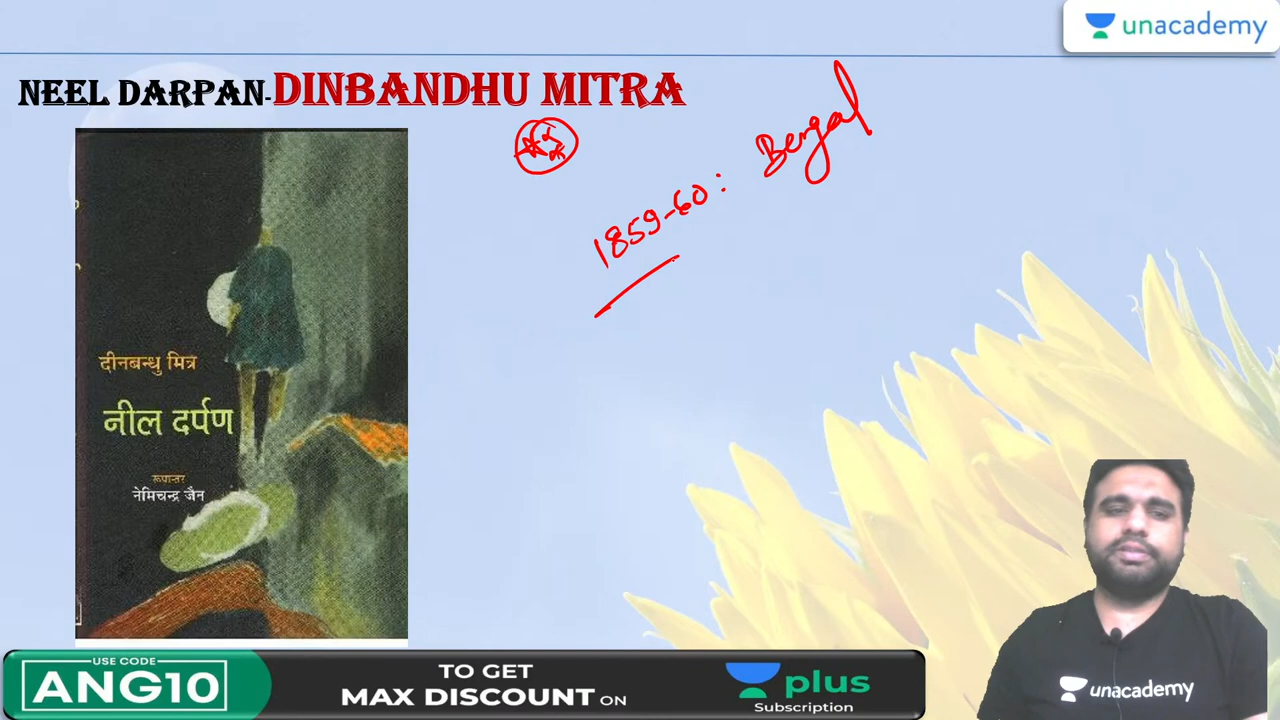 unacademy
NEEL DARPAN-DINBANDHU MITRA
1859-60: Bengal
दीनबन्धु मित्र
नील दर्पण
रूपान्तर
नेमिचन्द्र जैन
unacademy
USE CODE
ANG10
TO GET
MAX DISCOUNT ON
plus
Subscription